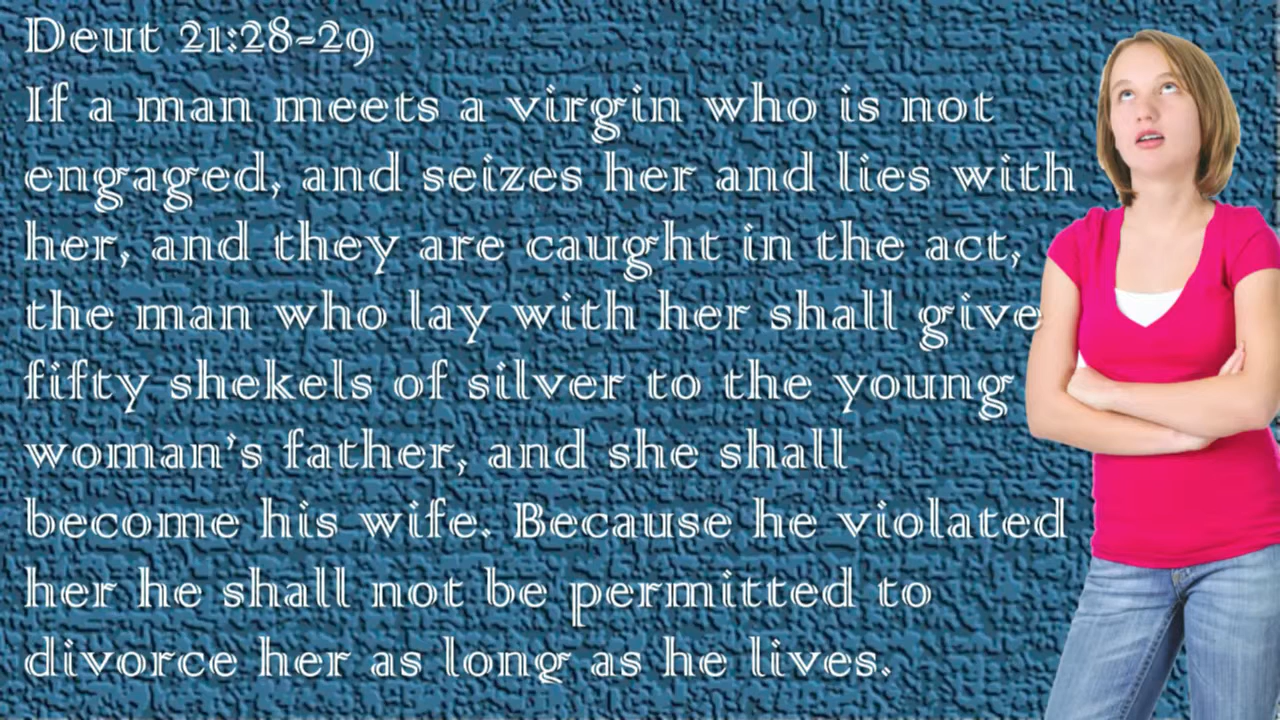 Deut 21:28-29
If a man meets a virgin who is not
engaged, and seizes her and lies with
her, and they are caught in the act,
the man who lay with her shall give
fifty shekels of silver to the young
woman's father, and she shall
become his wife. Because he violated
her he shall not be permitted to
divorce her as long as he lives.